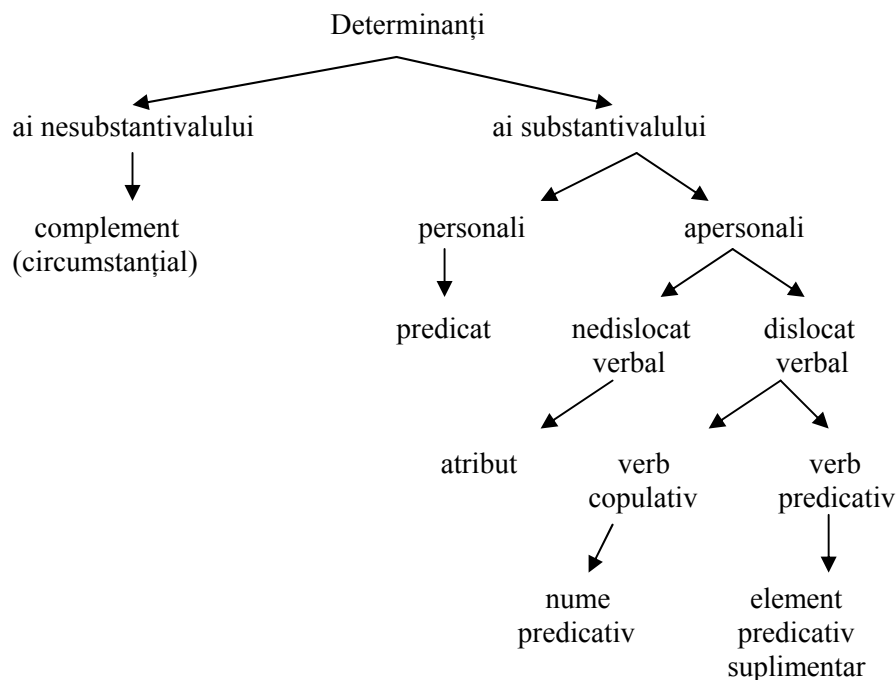 Determinanți
ai nesubstantivalului
ai substantivalului
complement
(circumstanțial)
personali
apersonali
predicat
nedislocat
verbal
dislocat
verbal
atribut
verb
copulativ
verb
predicativ
nume
predicativ
element
predicativ
suplimentar